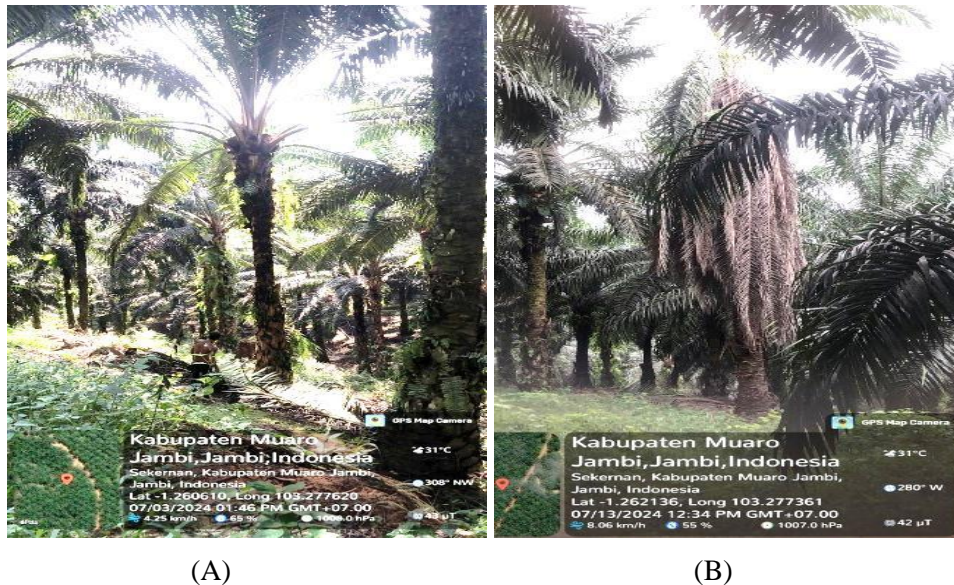 GPS Map Camera
Kabupaten Muaro
Jambi,Jambi,Indonesia
Sekernan, Kabupaten Muaro Jambi,
Jambi, Indonesia
Lat -1.260610, Long 103.277620
07/03/2024 01:46 PM GMT+07.00
4.25 km/h 65 % 1008.0 hPa
31°C
308° NW
43 µT
GPS Map Camera
Kabupaten Muaro
Jambi,Jambi,Indonesia
Sekernan, Kabupaten Muaro Jambi,
Jambi, Indonesia
Lat -1.262136, Long 103.277361
07/13/2024 12:34 PM GMT+07.00
8.06 km/h 55 % 1007.0 hPa
31°C
280° W
42 µT
(A)
(B)